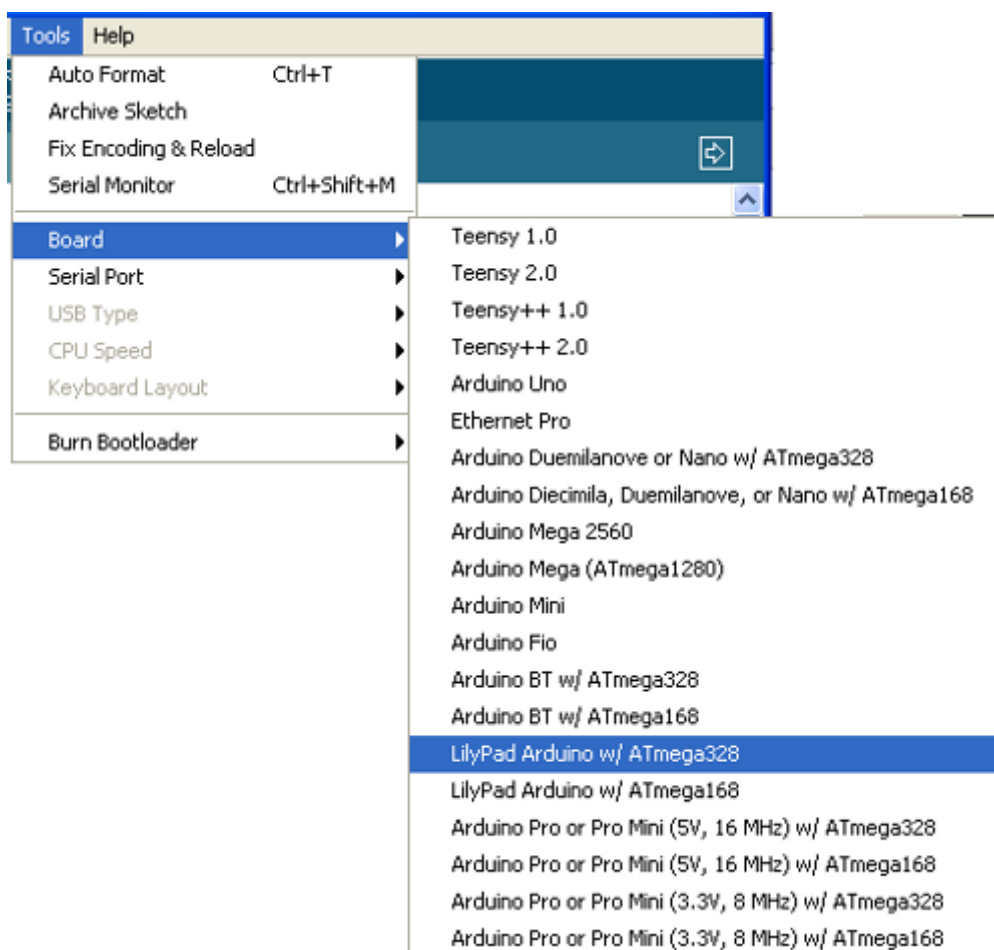 Tools Help
Auto Format Ctrl+T
Archive Sketch
Fix Encoding & Reload
Serial Monitor Ctrl+Shift+M
Board
Serial Port
USB Type
CPU Speed
Keyboard Layout
Burn Bootloader
Teensy 1.0
Teensy 2.0
Teensy++ 1.0
Teensy++ 2.0
Arduino Uno
Ethernet Pro
Arduino Duemilanove or Nano w/ ATmega328
Arduino Diecimila, Duemilanove, or Nano w/ ATmega168
Arduino Mega 2560
Arduino Mega (ATmega1280)
Arduino Mini
Arduino Fio
Arduino BT w/ ATmega328
Arduino BT w/ ATmega168
LilyPad Arduino w/ ATmega328
LilyPad Arduino w/ ATmega168
Arduino Pro or Pro Mini (5V, 16 MHz) w/ ATmega328
Arduino Pro or Pro Mini (5V, 16 MHz) w/ ATmega168
Arduino Pro or Pro Mini (3.3V, 8 MHz) w/ ATmega328
Arduino Pro or Pro Mini (3.3V, 8 MHz) w/ ATmega168